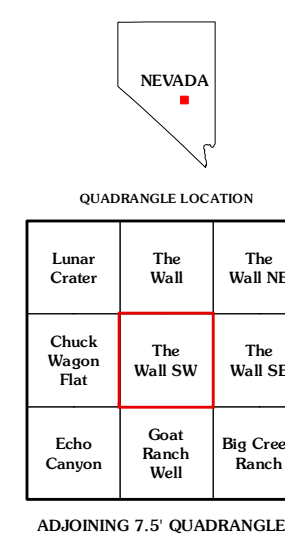 NEVADA
QUADRANGLE LOCATION
Lunar
Crater
The
Wall
The
Wall NE
Chuck
Wagon
Flat
The
Wall SW
The
Wall SE
Echo
Canyon
Goat
Ranch
Well
Big Cree
Ranch
ADJOINING 7.5' QUADRANGLE